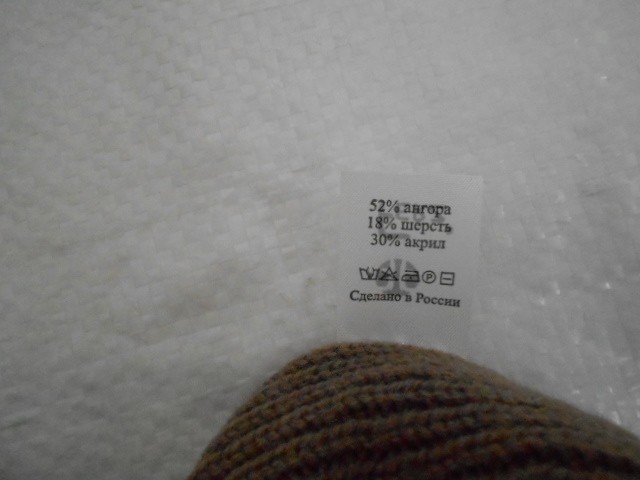 52% ангора
18% шерсть
30% акрил
P
Сделано в России